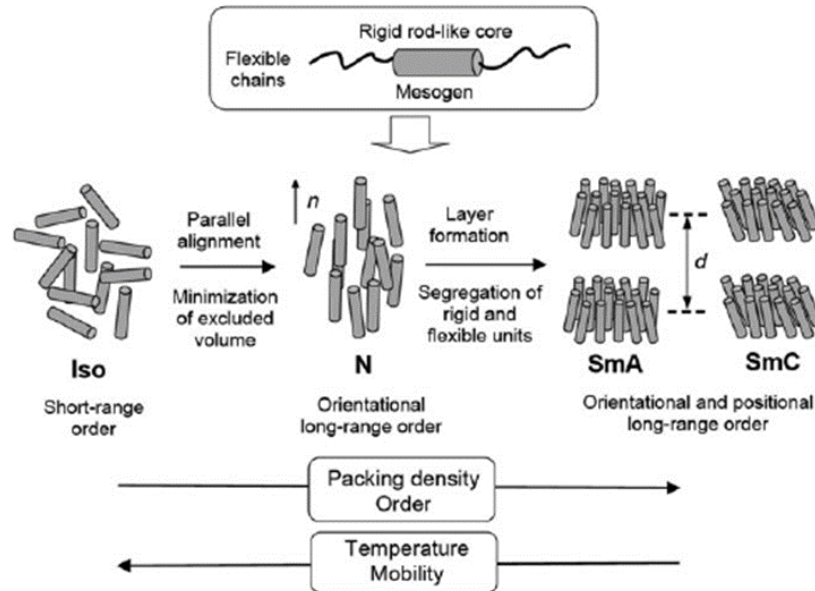 Rigid rod-like core
Flexible
chains
Mesogen
n
Parallel
alignment
Minimization
of excluded
volume
Layer
formation
Segregation of
rigid and
flexible units
d
Iso
N
SmA
SmC
Short-range
order
Orientational
long-range order
Orientational and positional
long-range order
Packing density
Order
Temperature
Mobility